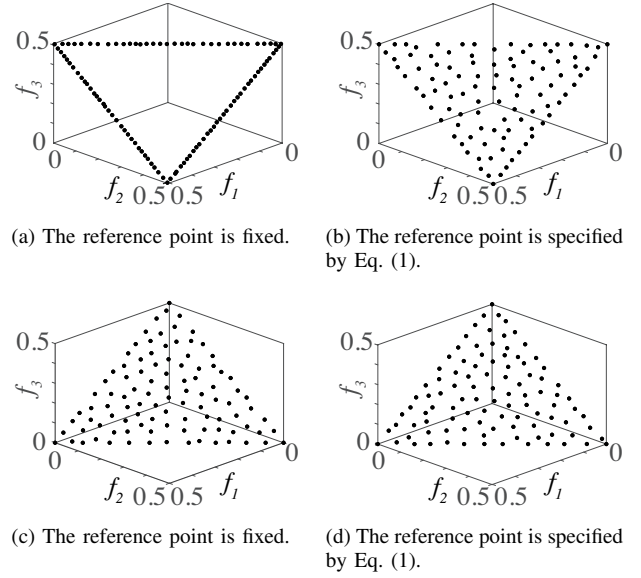 0.5
f3
0
0
f2
0.5
0.5
f1
0
(a) The reference point is fixed.
0.5
f3
0
0
f2
0.5
0.5
f1
0
(b) The reference point is specified
by Eq. (1).
0.5
f3
0
0
f2
0.5
0.5
f1
0
(c) The reference point is fixed.
0.5
f3
0
0
f2
0.5
0.5
f1
0
(d) The reference point is specified
by Eq. (1).